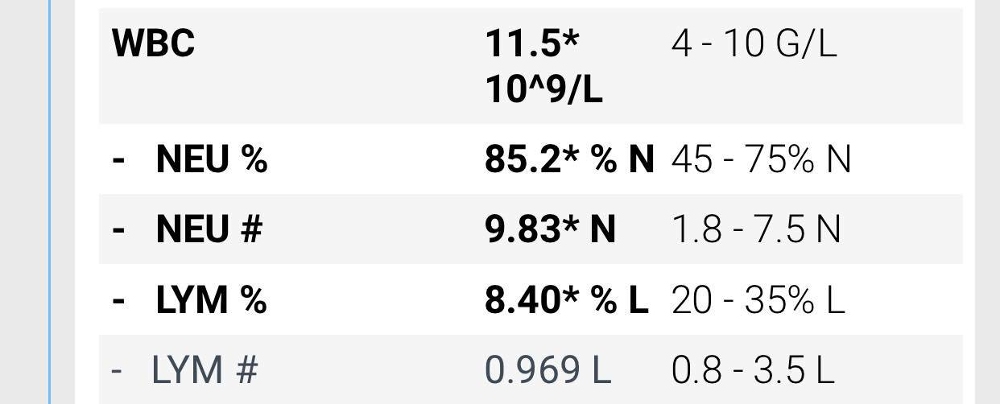 WBC 11.5* 4 - 10 G/L
10^9/L
- NEU % 85.2* % N 45 - 75% N
- NEU # 9.83* N 1.8 - 7.5 N
- LYM % 8.40* % L 20 - 35% L
- LYM # 0.969 L 0.8 - 3.5 L